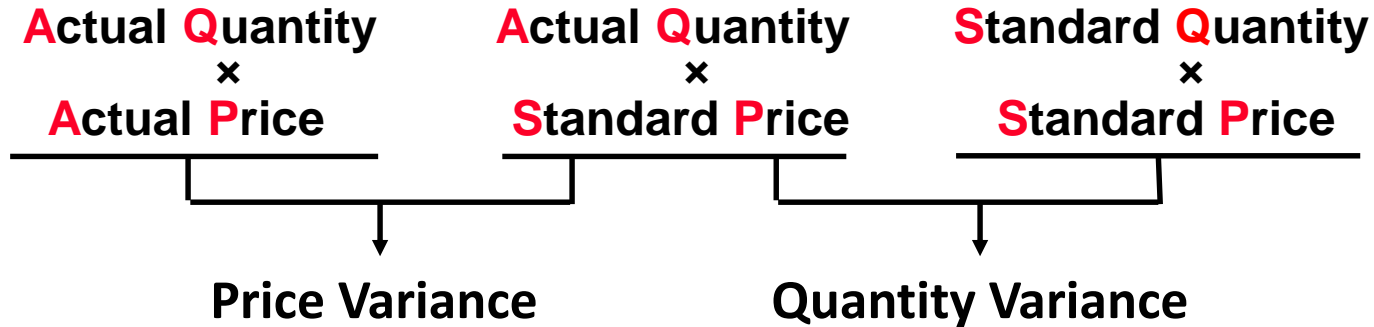 Actual Quantity
×
Actual Price
Actual Quantity
×
Standard Price
Standard Quantity
×
Standard Price
Price Variance
Quantity Variance